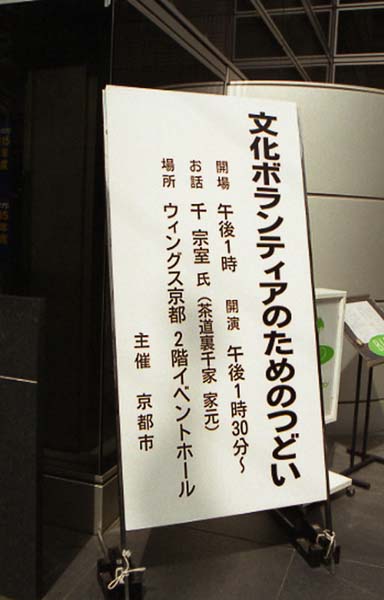 文化ボランティアのためのつどい
開場 午後1時 開演 午後1時30分～
お話 千 宗室 氏（茶道裏千家 家元）
場所 ウィングス京都 2階イベントホール
主催 京都市